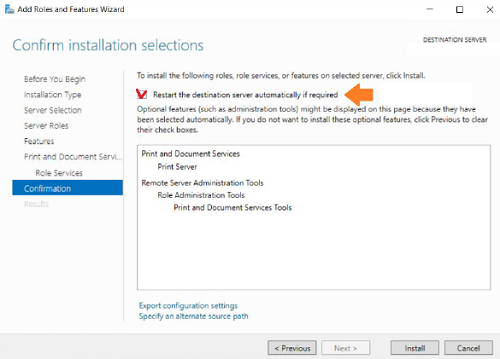 Add Roles and Features Wizard
Confirm installation selections
DESTINATION SERVER
Before You Begin
Installation Type
Server Selection
Server Roles
Features
Print and Document Servi...
Role Services
Confirmation
Results
To install the following roles, role services, or features on selected server, click Install.
Restart the destination server automatically if required
Optional features (such as administration tools) might be displayed on this page because they
have been selected automatically. If you do not want to install these optional features, click Previous to clear
their check boxes.
Print and Document Services
Print Server
Remote Server Administration Tools
Role Administration Tools
Print and Document Services Tools
Export configuration settings
Specify an alternate source path
< Previous
Next >
Install
Cancel